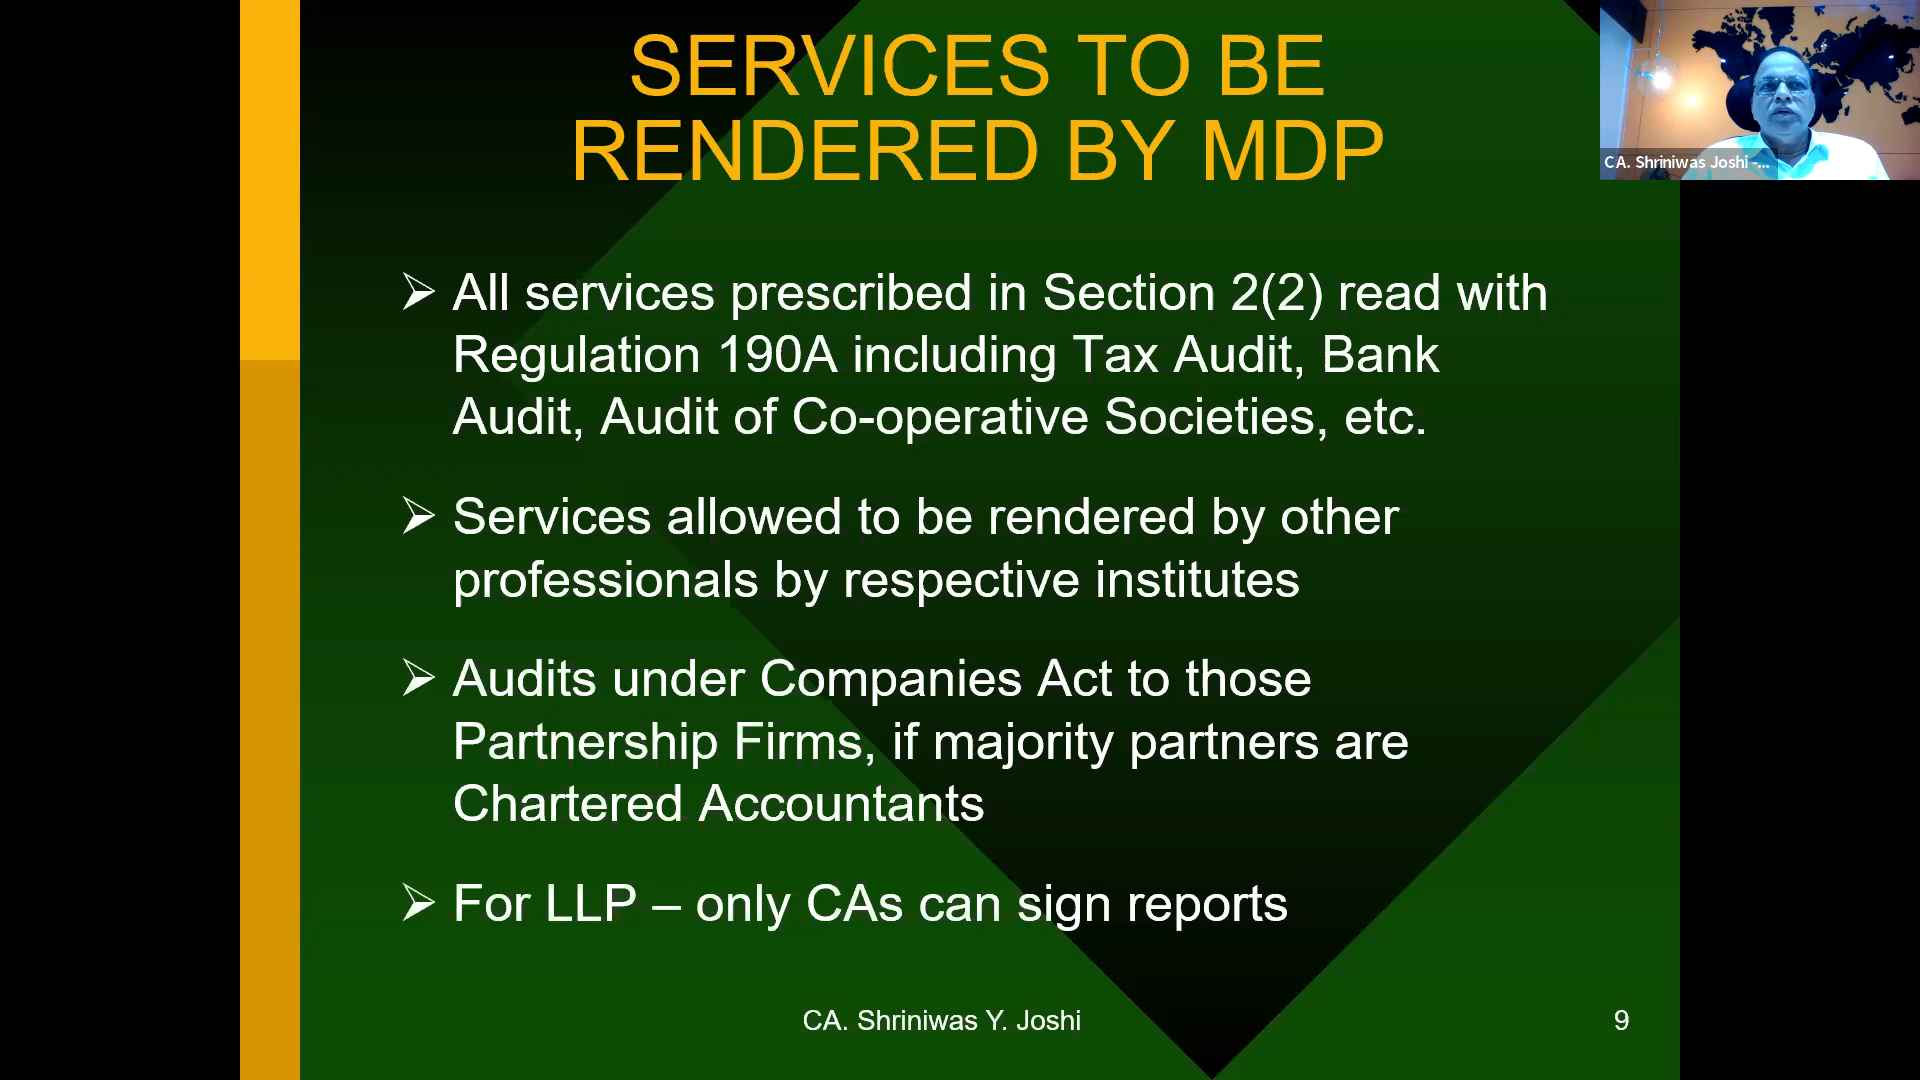 SERVICES TO BE
RENDERED BY MDP
CA. Shriniwas Joshi -...
➢ All services prescribed in Section 2(2) read with
Regulation 190A including Tax Audit, Bank
Audit, Audit of Co-operative Societies, etc.
➢ Services allowed to be rendered by other
professionals by respective institutes
➢ Audits under Companies Act to those
Partnership Firms, if majority partners are
Chartered Accountants
➢ For LLP – only CAs can sign reports
CA. Shriniwas Y. Joshi
9